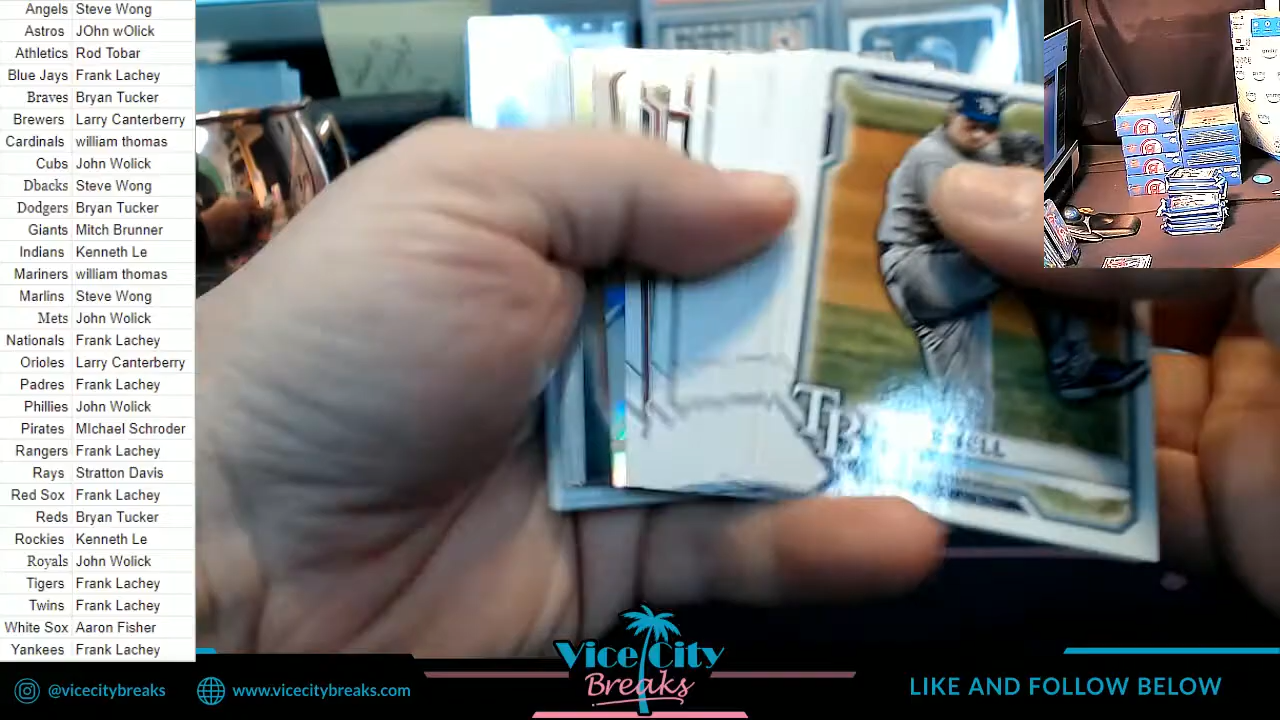 Angels Steve Wong
Astros JOhn wOlick
Athletics Rod Tobar
Blue Jays Frank Lachey
Braves Bryan Tucker
Brewers Larry Canterberry
Cardinals william thomas
Cubs John Wolick
Dbacks Steve Wong
Dodgers Bryan Tucker
Giants Mitch Brunner
Indians Kenneth Le
Mariners william thomas
Marlins Steve Wong
Mets John Wolick
Nationals Frank Lachey
Orioles Larry Canterberry
Padres Frank Lachey
Phillies John Wolick
Pirates MIchael Schroder
Rangers Frank Lachey
Rays Stratton Davis
Red Sox Frank Lachey
Reds Bryan Tucker
Rockies Kenneth Le
Royals John Wolick
Tigers Frank Lachey
Twins Frank Lachey
White Sox Aaron Fisher
Yankees Frank Lachey
TB
Vice City
Breaks
@vicecitybreaks
www.vicecitybreaks.com
LIKE AND FOLLOW BELOW